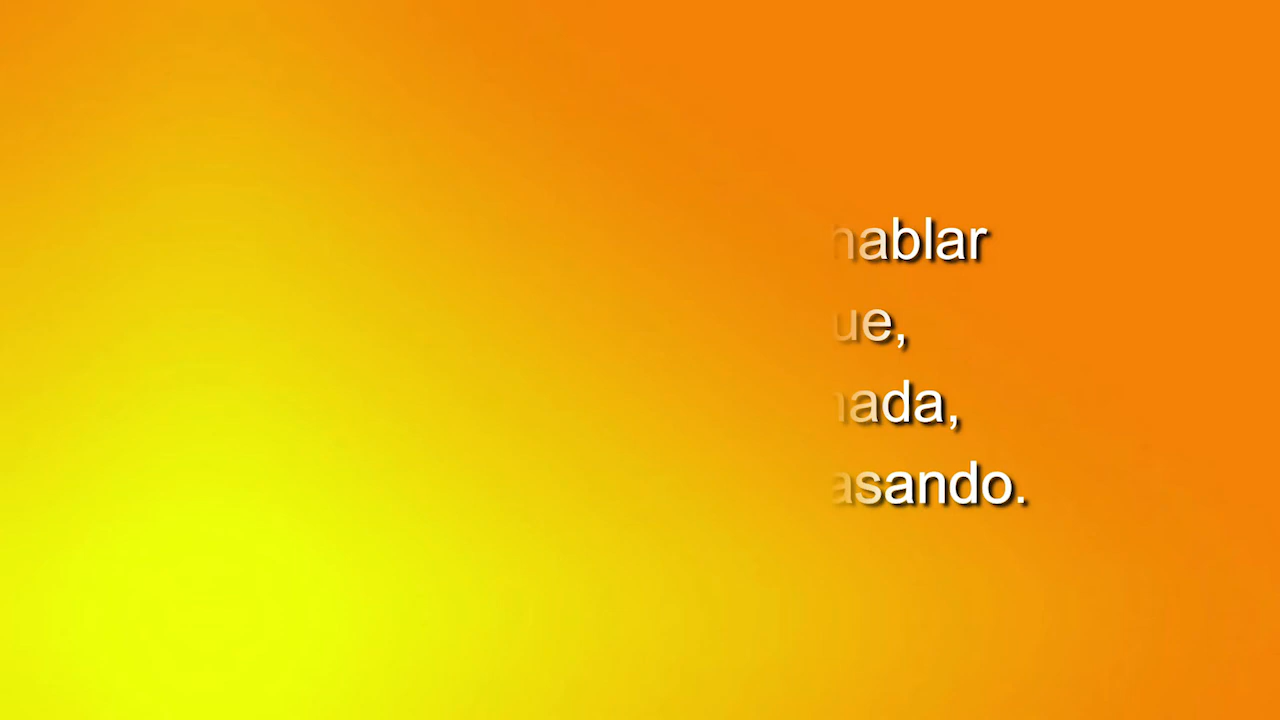 hablar
ue,
nada,
asando.